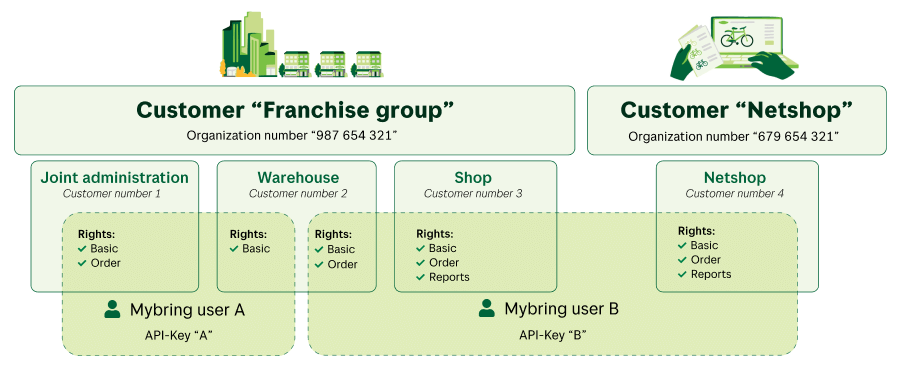 Customer “Franchise group”
Organization number “987 654 321”
Customer “Netshop”
Organization number “679 654 321”
Joint administration
Customer number 1
Warehouse
Customer number 2
Shop
Customer number 3
Netshop
Customer number 4
Rights:
Basic
Order
Rights:
Basic
Rights:
Basic
Order
Rights:
Basic
Order
Reports
Rights:
Basic
Order
Reports
Mybring user A
API-Key “A”
Mybring user B
API-Key “B”